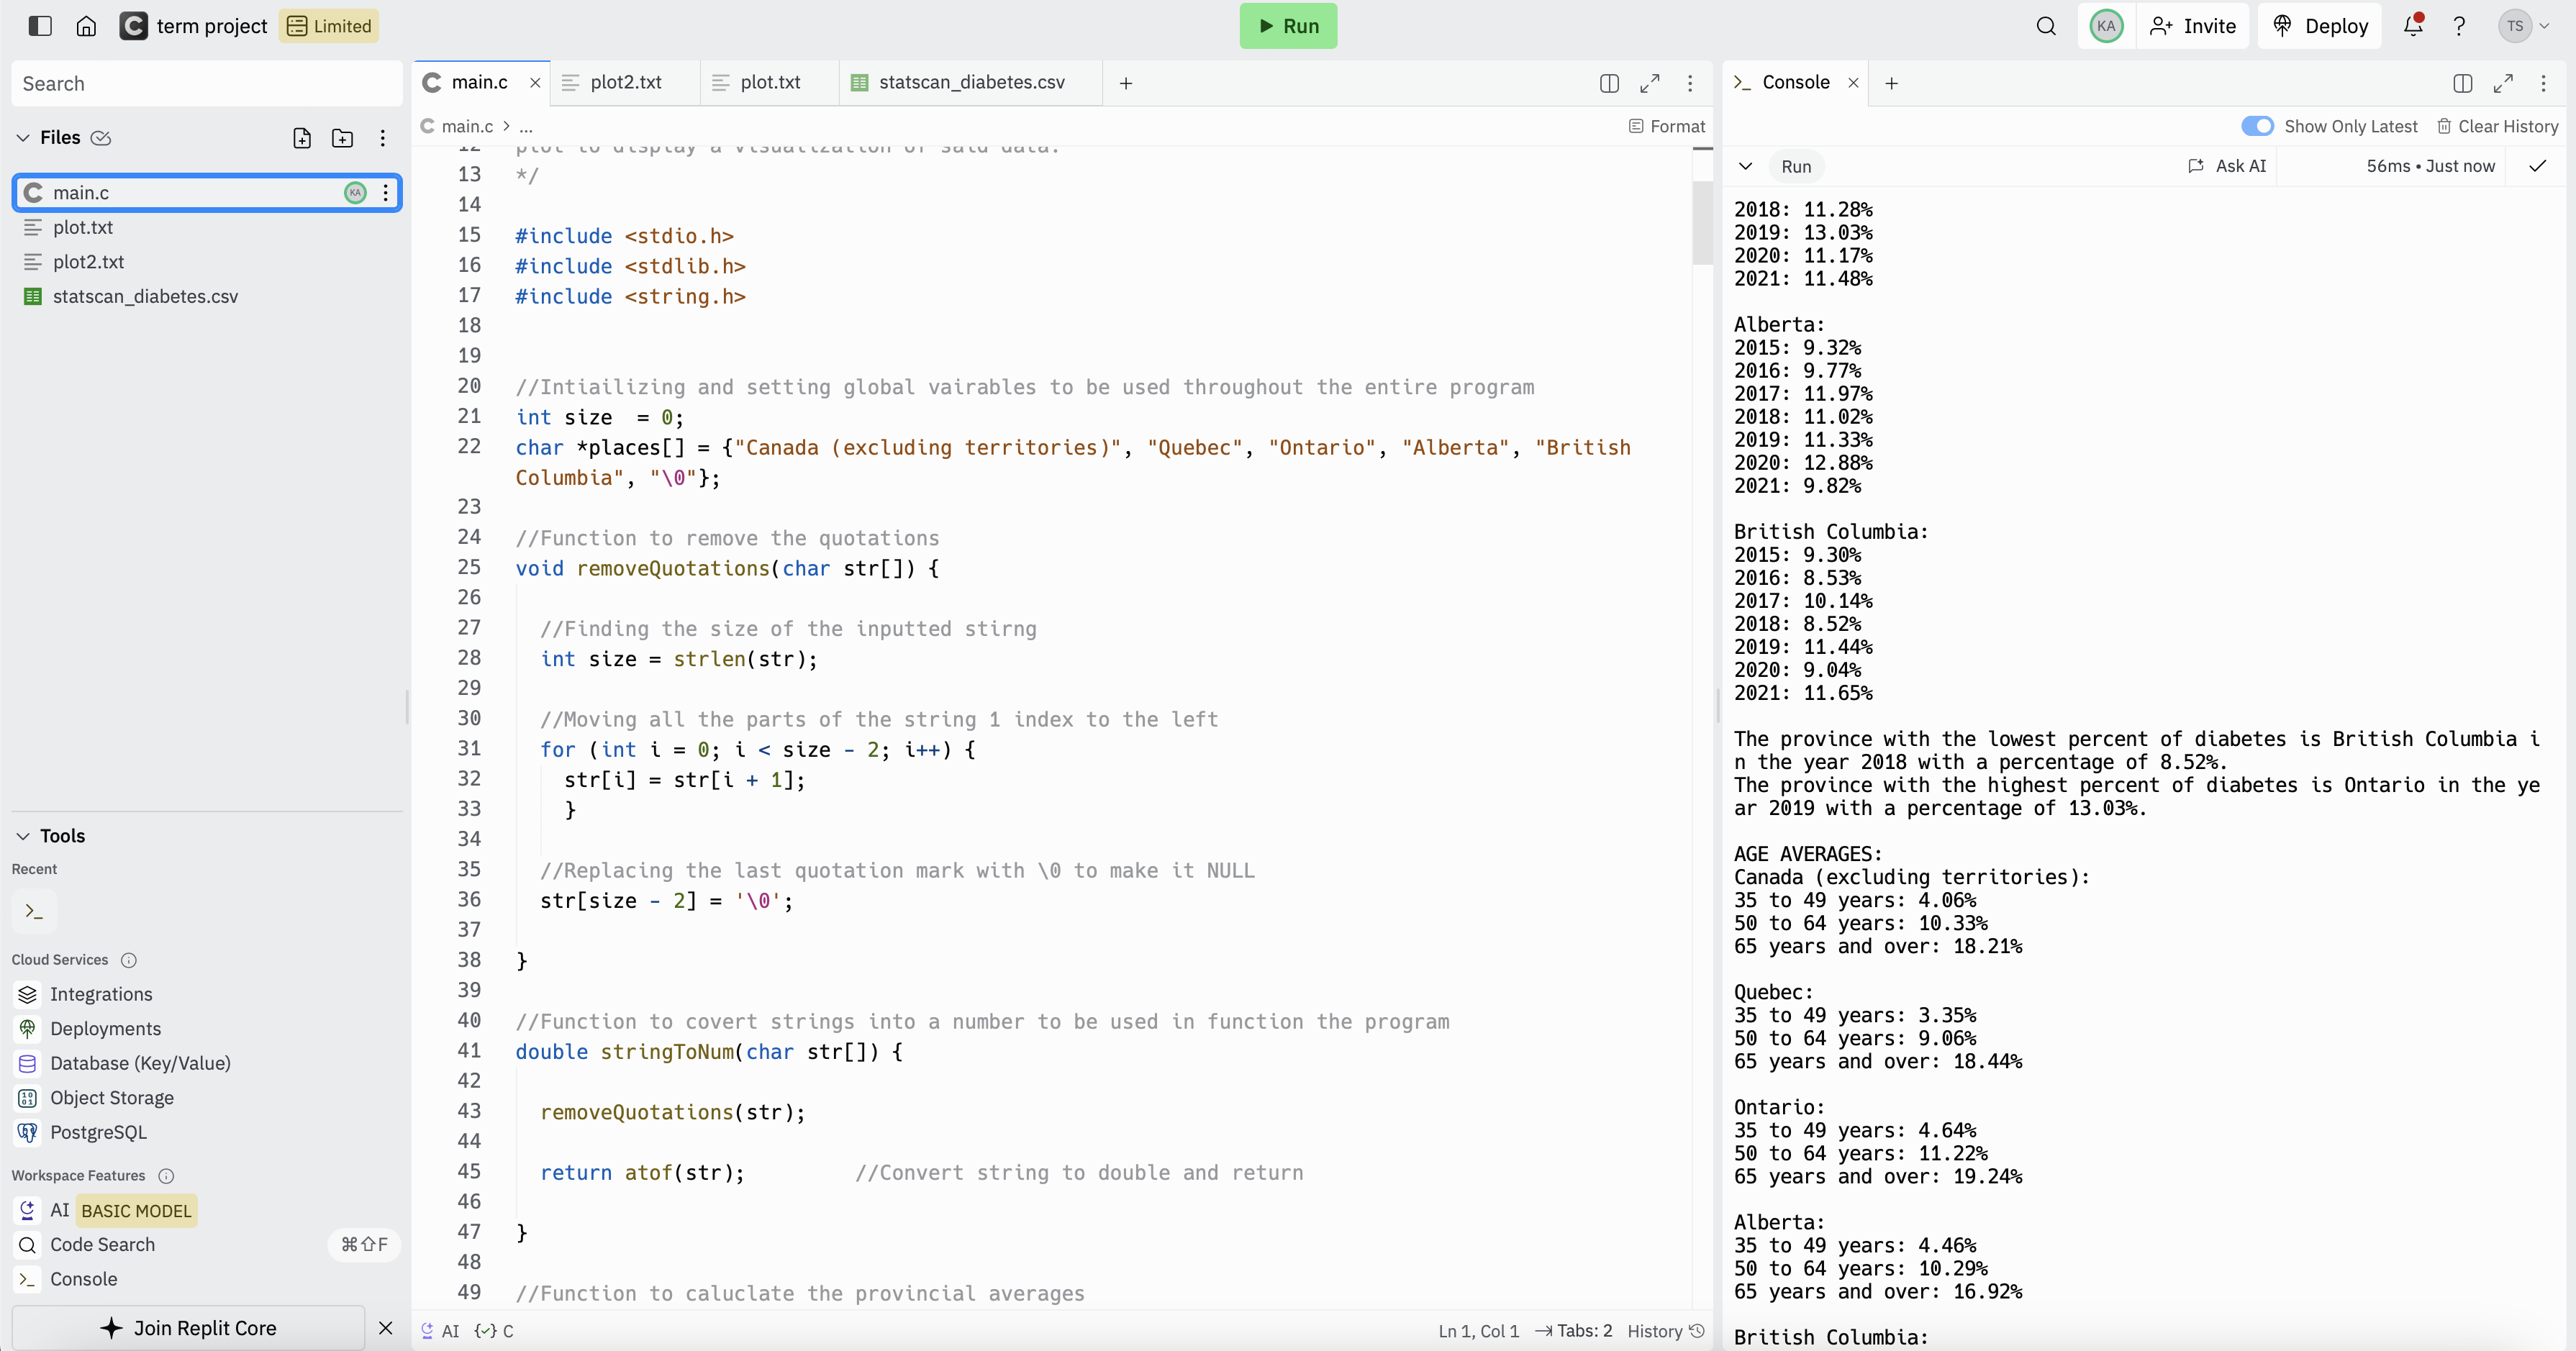 term project
Limited
Run
KA
Invite
Deploy
?
TS
Search
Files
main.c
KA
plot.txt
plot2.txt
statscan_diabetes.csv
Tools
Recent
>_
Cloud Services
Integrations
Deployments
Database (Key/Value)
Object Storage
PostgreSQL
Workspace Features
AI BASIC MODEL
Code Search ⌘⇧F
Console
Join Replit Core
main.c
plot2.txt
plot.txt
statscan_diabetes.csv
main.c > ...
Format
12 plot to display a visualization of said data.
13 */
14
15 #include <stdio.h>
16 #include <stdlib.h>
17 #include <string.h>
18
19
20 //Intiailizing and setting global vairables to be used throughout the entire program
21 int size  = 0;
22 char *places[] = {"Canada (excluding territories)", "Quebec", "Ontario", "Alberta", "British
Columbia", "\0"};
23
24 //Function to remove the quotations
25 void removeQuotations(char str[]) {
26
27 //Finding the size of the inputted stirng
28 int size = strlen(str);
29
30 //Moving all the parts of the string 1 index to the left
31 for (int i = 0; i < size - 2; i++) {
32 str[i] = str[i + 1];
33 }
34
35 //Replacing the last quotation mark with \0 to make it NULL
36 str[size - 2] = '\0';
37
38 }
39
40 //Function to covert strings into a number to be used in function the program
41 double stringToNum(char str[]) {
42
43 removeQuotations(str);
44
45 return atof(str); //Convert string to double and return
46
47 }
48
49 //Function to caluclate the provincial averages
AI
C
Ln 1, Col 1
Tabs: 2
History
Console
Show Only Latest
Clear History
Run
Ask AI
56ms • Just now
2018: 11.28%
2019: 13.03%
2020: 11.17%
2021: 11.48%
Alberta:
2015: 9.32%
2016: 9.77%
2017: 11.97%
2018: 11.02%
2019: 11.33%
2020: 12.88%
2021: 9.82%
British Columbia:
2015: 9.30%
2016: 8.53%
2017: 10.14%
2018: 8.52%
2019: 11.44%
2020: 9.04%
2021: 11.65%
The province with the lowest percent of diabetes is British Columbia i
n the year 2018 with a percentage of 8.52%.
The province with the highest percent of diabetes is Ontario in the ye
ar 2019 with a percentage of 13.03%.
AGE AVERAGES:
Canada (excluding territories):
35 to 49 years: 4.06%
50 to 64 years: 10.33%
65 years and over: 18.21%
Quebec:
35 to 49 years: 3.35%
50 to 64 years: 9.06%
65 years and over: 18.44%
Ontario:
35 to 49 years: 4.64%
50 to 64 years: 11.22%
65 years and over: 19.24%
Alberta:
35 to 49 years: 4.46%
50 to 64 years: 10.29%
65 years and over: 16.92%
British Columbia: